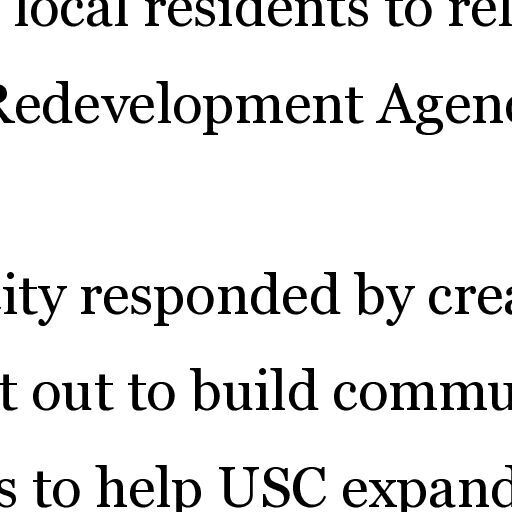 local residents to rel
Redevelopment Agenc
ity responded by crea
t out to build commu
s to help USC expand